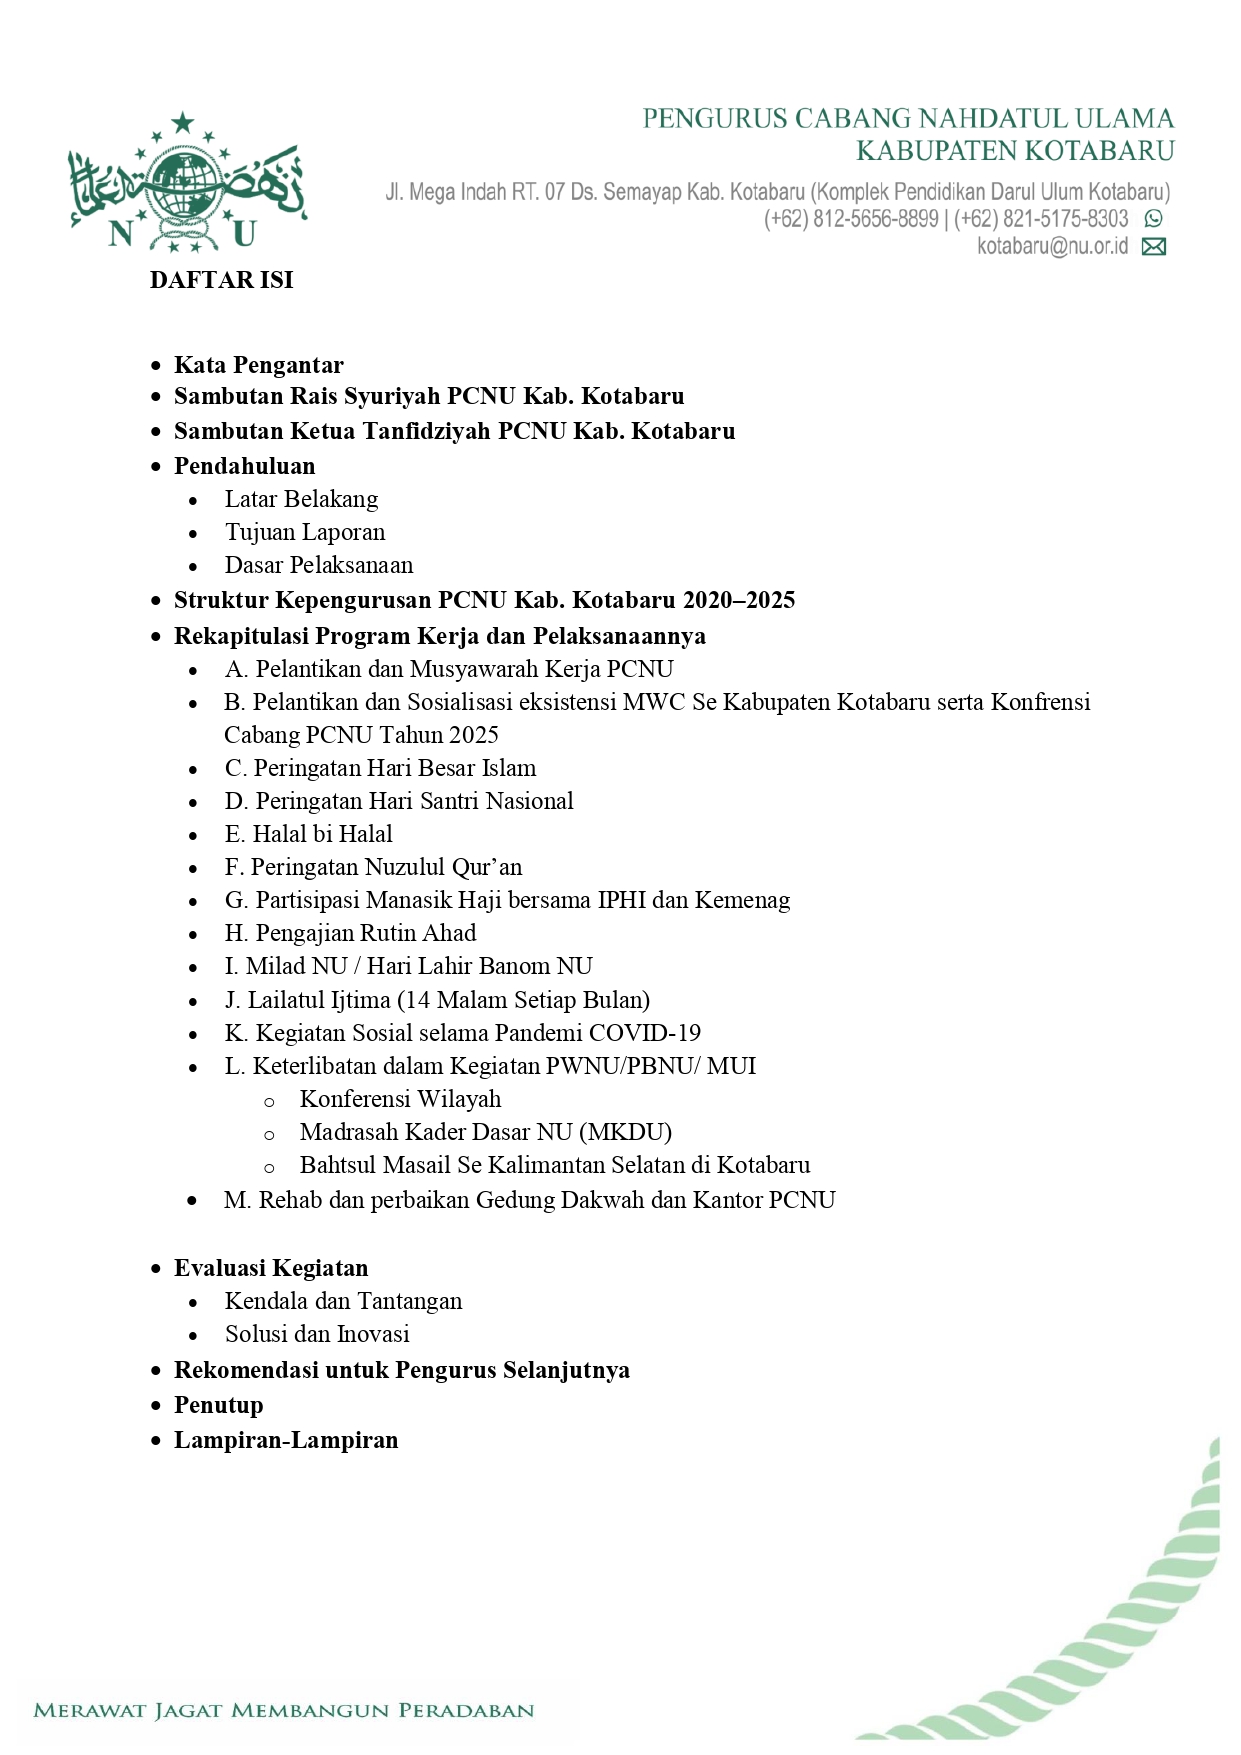 نهضة العلماء
N U
PENGURUS CABANG NAHDATUL ULAMA
KABUPATEN KOTABARU
Jl. Mega Indah RT. 07 Ds. Semayap Kab. Kotabaru (Komplek Pendidikan Darul Ulum Kotabaru)
(+62) 812-5656-8899 | (+62) 821-5175-8303
kotabaru@nu.or.id
DAFTAR ISI
• Kata Pengantar
• Sambutan Rais Syuriyah PCNU Kab. Kotabaru
• Sambutan Ketua Tanfidziyah PCNU Kab. Kotabaru
• Pendahuluan
• Latar Belakang
• Tujuan Laporan
• Dasar Pelaksanaan
• Struktur Kepengurusan PCNU Kab. Kotabaru 2020–2025
• Rekapitulasi Program Kerja dan Pelaksanaannya
• A. Pelantikan dan Musyawarah Kerja PCNU
• B. Pelantikan dan Sosialisasi eksistensi MWC Se Kabupaten Kotabaru serta Konfrensi
Cabang PCNU Tahun 2025
• C. Peringatan Hari Besar Islam
• D. Peringatan Hari Santri Nasional
• E. Halal bi Halal
• F. Peringatan Nuzulul Qur’an
• G. Partisipasi Manasik Haji bersama IPHI dan Kemenag
• H. Pengajian Rutin Ahad
• I. Milad NU / Hari Lahir Banom NU
• J. Lailatul Ijtima (14 Malam Setiap Bulan)
• K. Kegiatan Sosial selama Pandemi COVID-19
• L. Keterlibatan dalam Kegiatan PWNU/PBNU/ MUI
o Konferensi Wilayah
o Madrasah Kader Dasar NU (MKDU)
o Bahtsul Masail Se Kalimantan Selatan di Kotabaru
• M. Rehab dan perbaikan Gedung Dakwah dan Kantor PCNU
• Evaluasi Kegiatan
• Kendala dan Tantangan
• Solusi dan Inovasi
• Rekomendasi untuk Pengurus Selanjutnya
• Penutup
• Lampiran-Lampiran
MERAWAT JAGAT MEMBANGUN PERADABAN